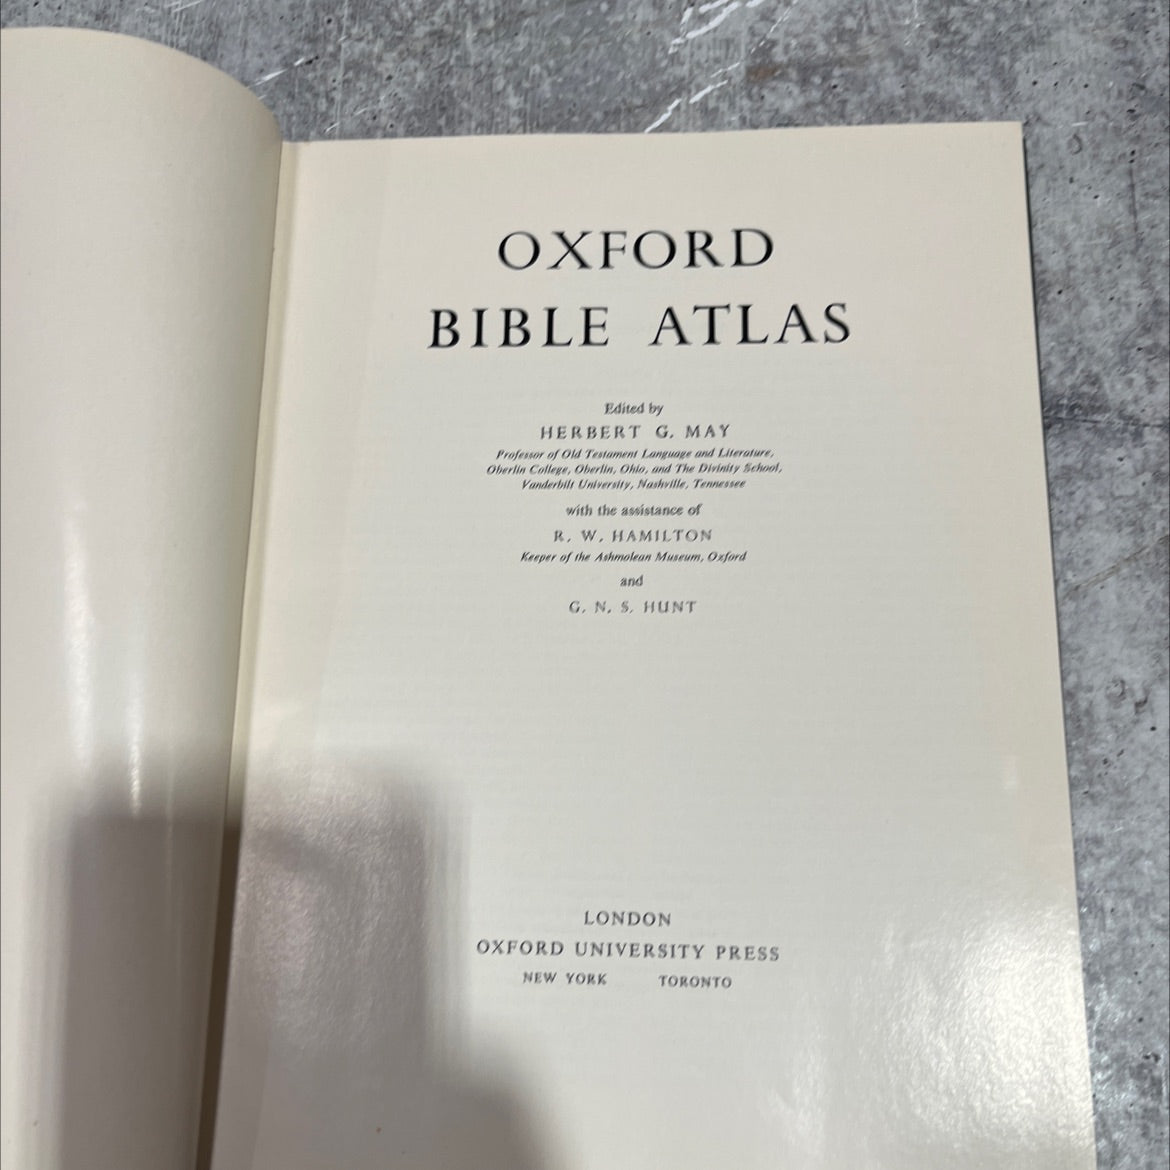 OXFORD
BIBLE ATLAS
Edited by
HERBERT G. MAY
Professor of Old Testament Language and Literature,
Oberlin College, Oberlin, Ohio, and The Divinity School,
Vanderbilt University, Nashville, Tennessee
with the assistance of
R. W. HAMILTON
Keeper of the Ashmolean Museum, Oxford
and
G. N. S. HUNT
LONDON
OXFORD UNIVERSITY PRESS
NEW YORK TORONTO